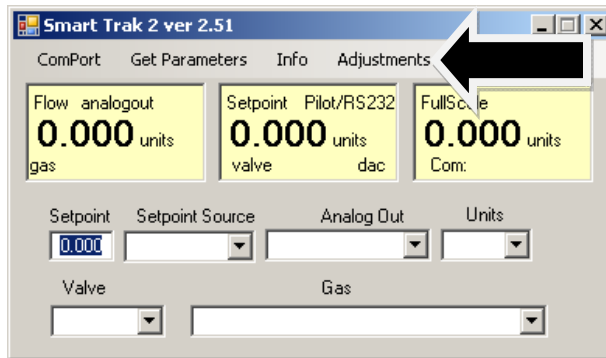 Smart Trak 2 ver 2.51
ComPort Get Parameters Info Adjustments
Flow analogout Setpoint Pilot/RS232
0.000 units 0.000 units 0.000 units
gas valve dac Com:
Setpoint Setpoint Source Analog Out Units
0.000
Valve Gas